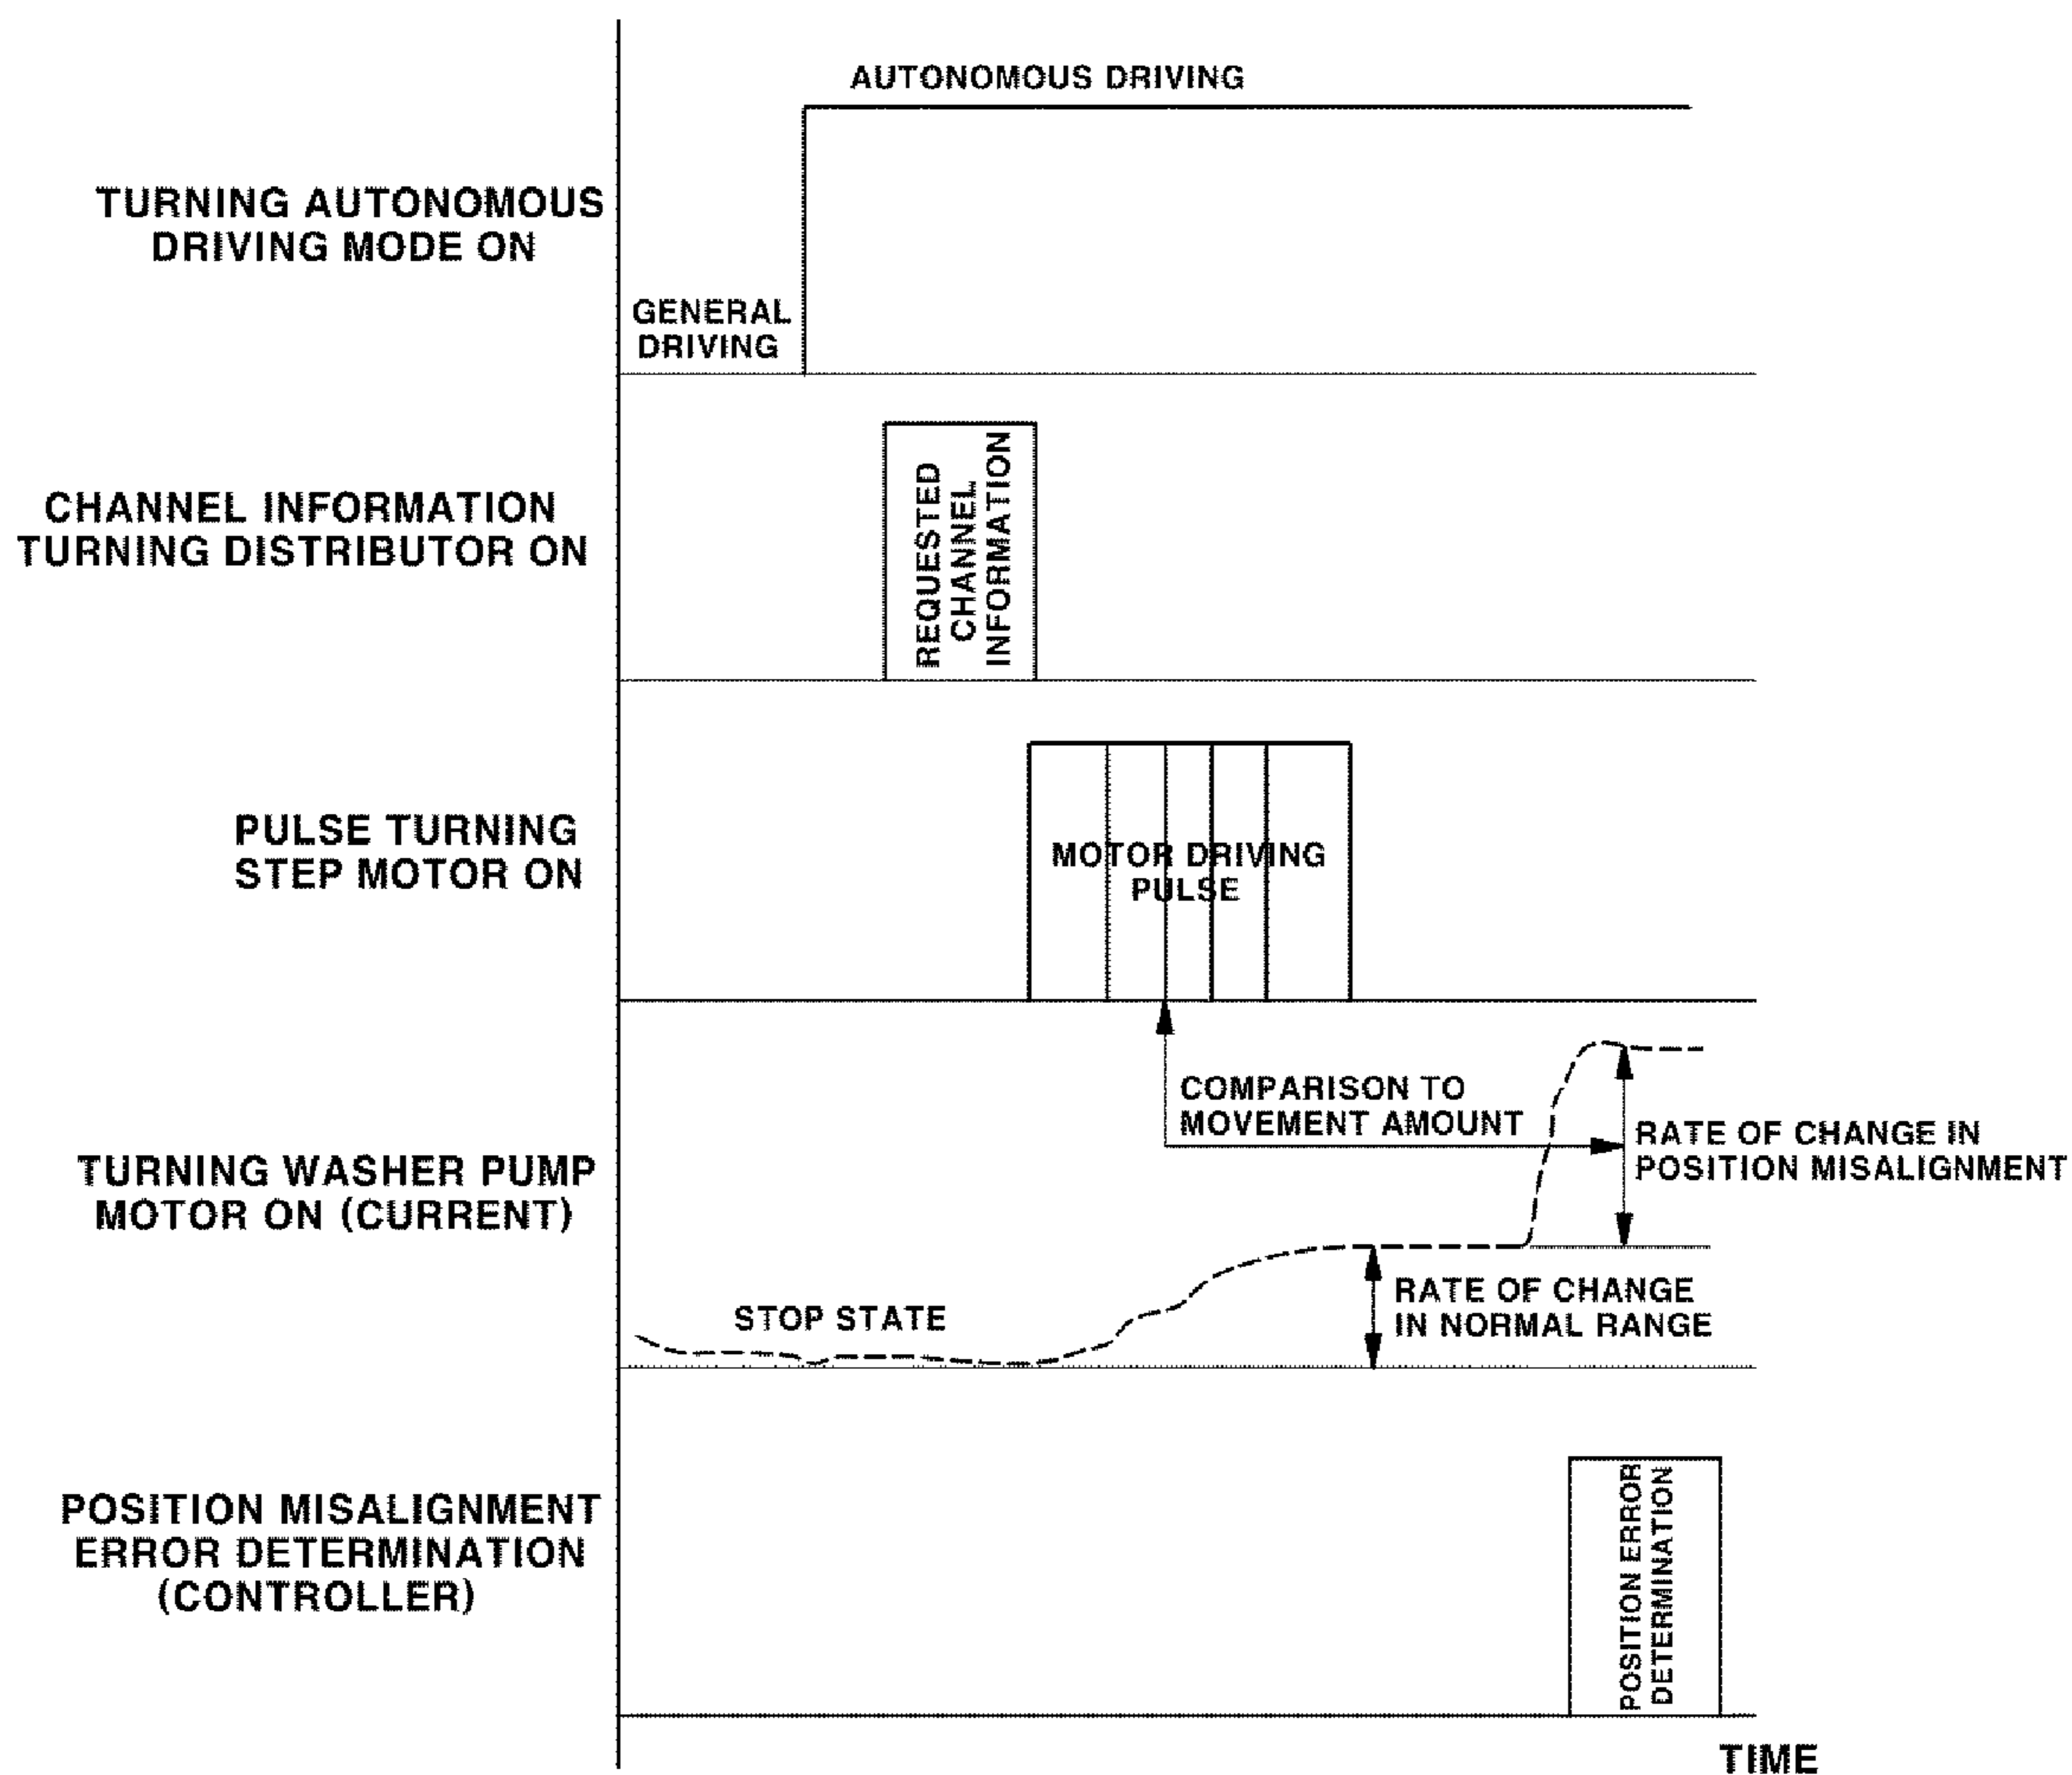 AUTONOMOUS DRIVING
TURNING AUTONOMOUS
DRIVING MODE ON
GENERAL
DRIVING
CHANNEL INFORMATION
TURNING DISTRIBUTOR ON
REQUESTED
CHANNEL
INFORMATION
PULSE TURNING
STEP MOTOR ON
MOTOR DRIVING
PULSE
TURNING WASHER PUMP
MOTOR ON (CURRENT)
COMPARISON TO
MOVEMENT AMOUNT
RATE OF CHANGE IN
POSITION MISALIGNMENT
STOP STATE
RATE OF CHANGE
IN NORMAL RANGE
POSITION MISALIGNMENT
ERROR DETERMINATION
(CONTROLLER)
POSITION ERROR
DETERMINATION
TIME